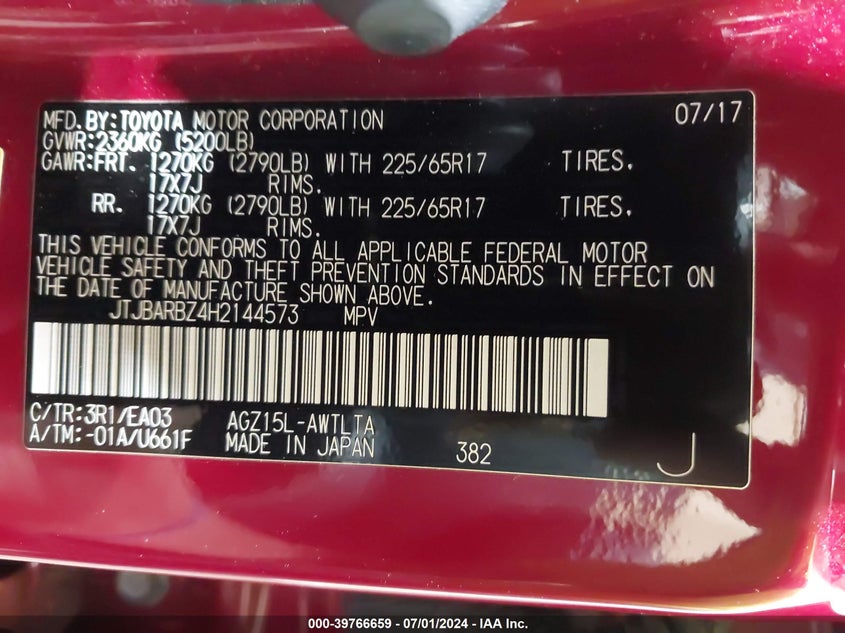 MFD. BY: TOYOTA MOTOR CORPORATION 07/17
GVWR: 2360KG (5200LB)
GAWR: FRT. 1270KG (2790LB) WITH 225/65R17 TIRES.
17X7J RIMS.
RR. 1270KG (2790LB) WITH 225/65R17 TIRES.
17X7J RIMS.
THIS VEHICLE CONFORMS TO ALL APPLICABLE FEDERAL MOTOR
VEHICLE SAFETY AND THEFT PREVENTION STANDARDS IN EFFECT ON
THE DATE OF MANUFACTURE SHOWN ABOVE.
JTJBARBZ4H2144573 MPV
C/TR: 3R1/EA03 AGZ15L-AWTLTA
A/TM: -01A/U661F MADE IN JAPAN 382 J
000-39766659 - 07/01/2024 - IAA Inc.